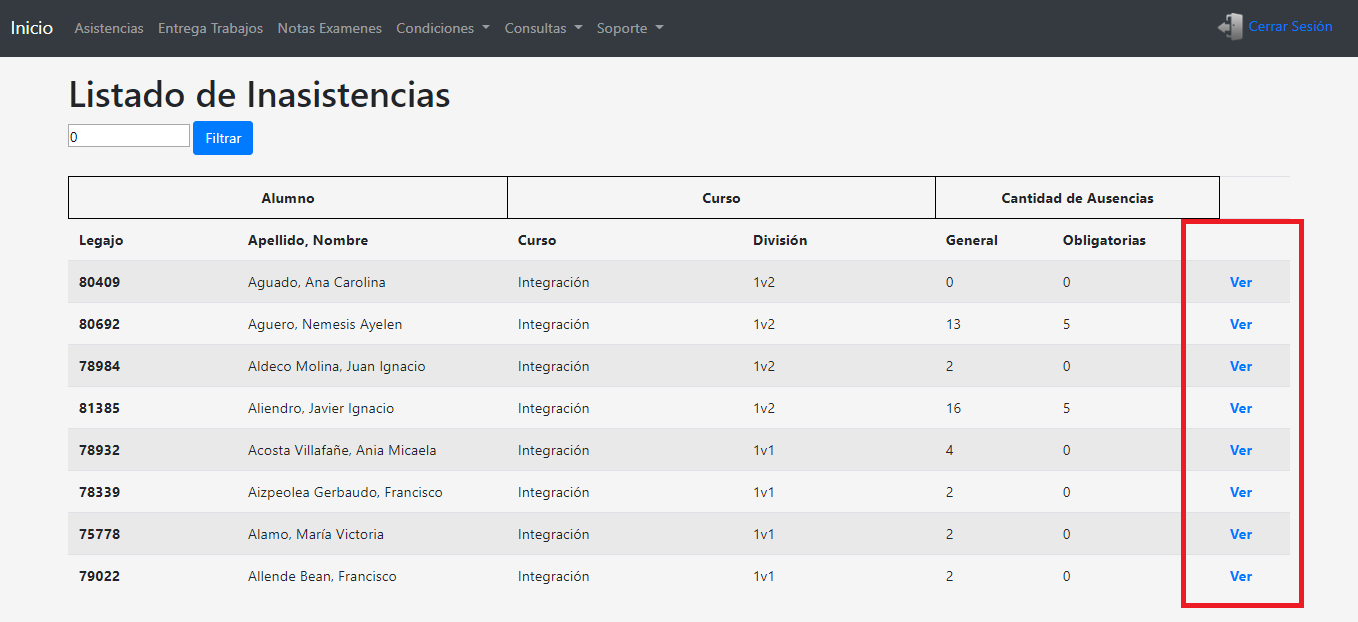 Inicio Asistencias Entrega Trabajos Notas Examenes Condiciones Consultas Soporte Cerrar Sesión
Listado de Inasistencias
0 Filtrar
Alumno Curso Cantidad de Ausencias
Legajo Apellido, Nombre Curso División General Obligatorias
80409 Aguado, Ana Carolina Integración 1v2 0 0 Ver
80692 Aguero, Nemesis Ayelen Integración 1v2 13 5 Ver
78984 Aldeco Molina, Juan Ignacio Integración 1v2 2 0 Ver
81385 Aliendro, Javier Ignacio Integración 1v2 16 5 Ver
78932 Acosta Villafañe, Ania Micaela Integración 1v1 4 0 Ver
78339 Aizpeolea Gerbaudo, Francisco Integración 1v1 2 0 Ver
75778 Alamo, María Victoria Integración 1v1 2 0 Ver
79022 Allende Bean, Francisco Integración 1v1 2 0 Ver